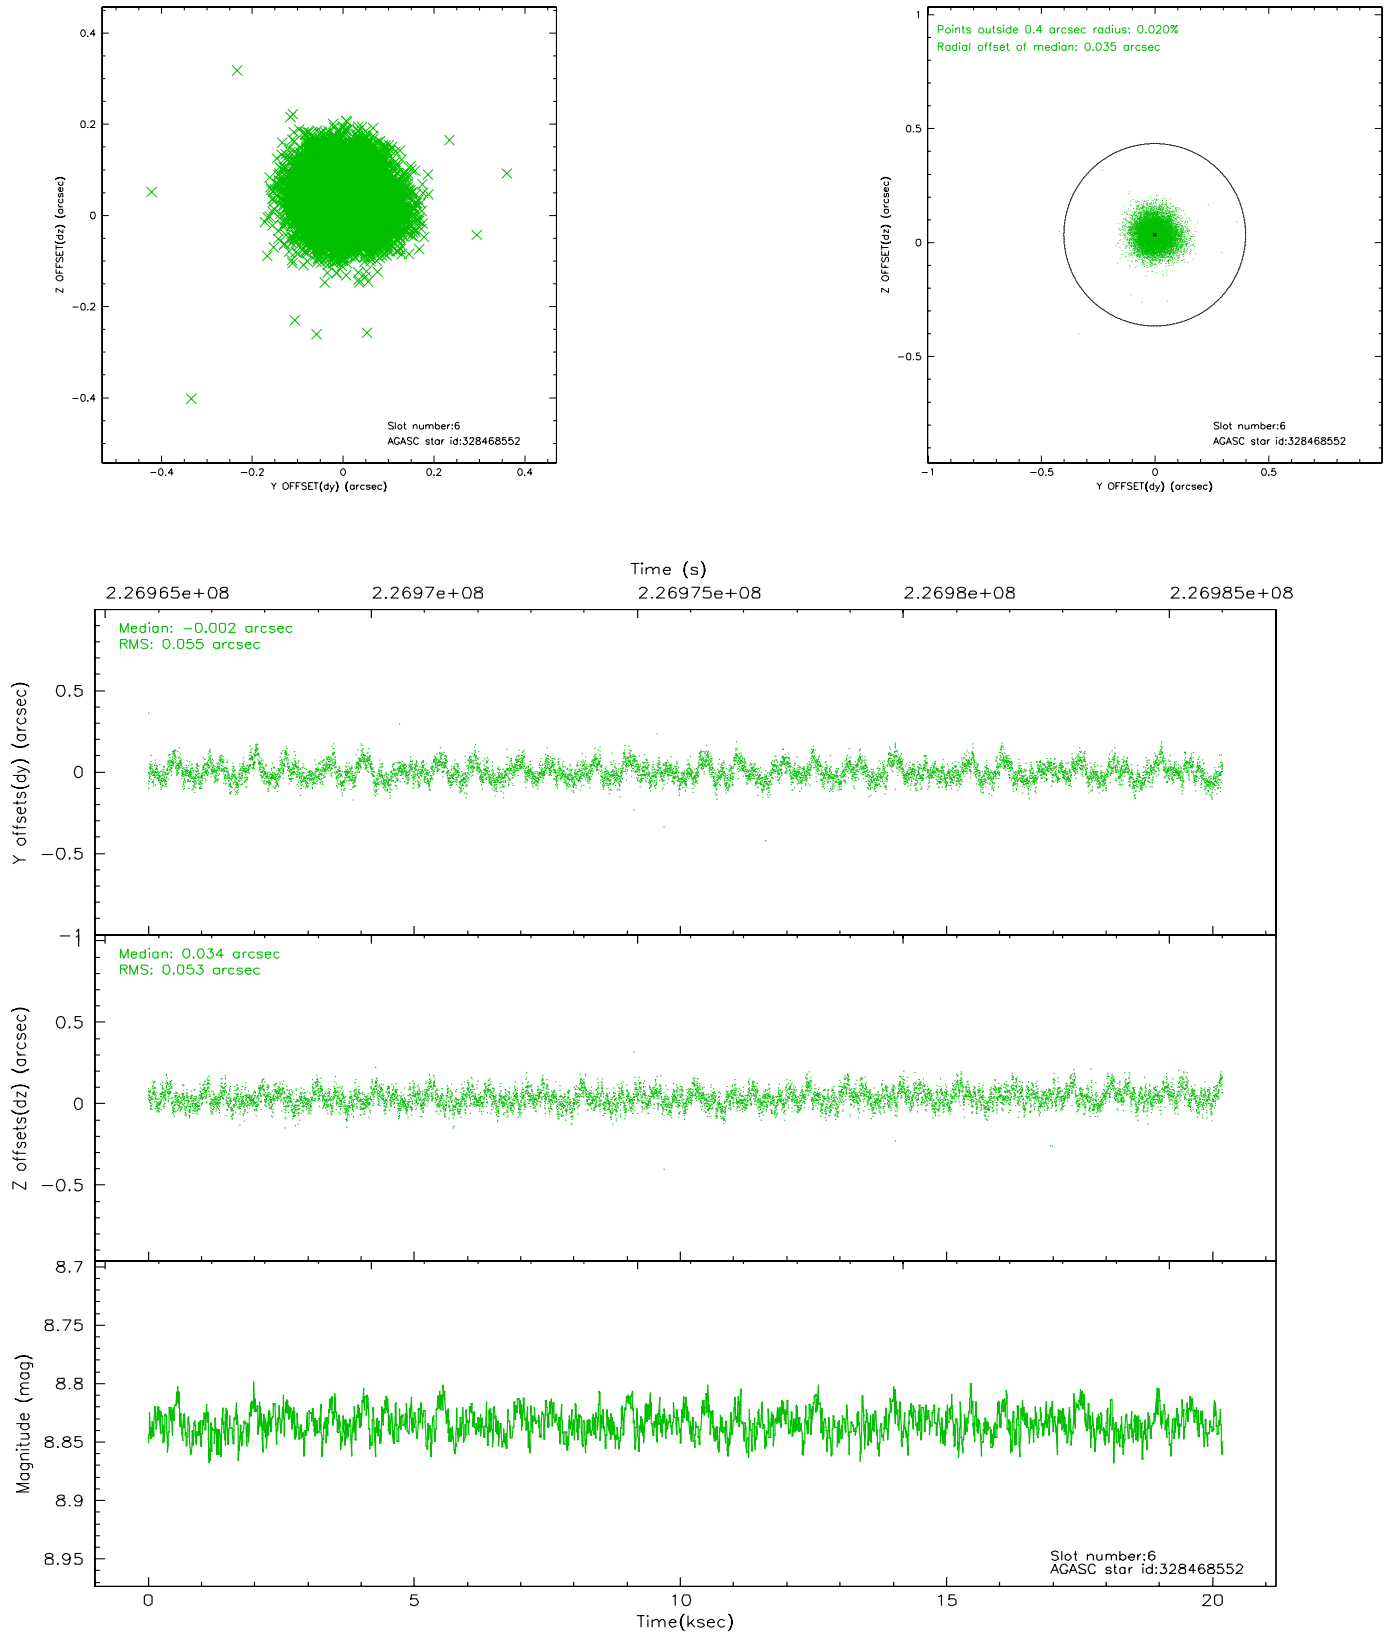 0.4
0.2
0
−0.2
−0.4
Z OFFSET(dz) (arcsec)
Slot number:6
AGASC star id:328468552
−0.4 −0.2 0 0.2 0.4
Y OFFSET(dy) (arcsec)
Points outside 0.4 arcsec radius: 0.020%
Radial offset of median: 0.035 arcsec
1
0.5
0
−0.5
Z OFFSET(dz) (arcsec)
Slot number:6
AGASC star id:328468552
−1 −0.5 0 0.5
Y OFFSET(dy) (arcsec)
Time (s)
2.26965e+08 2.2697e+08 2.26975e+08 2.2698e+08 2.26985e+08
Median: −0.002 arcsec
RMS: 0.055 arcsec
0.5
0
−0.5
−1
Y offsets(dy) (arcsec)
Median: 0.034 arcsec
RMS: 0.053 arcsec
1
0.5
0
−0.5
Z offsets(dz) (arcsec)
8.7
8.75
8.8
8.85
8.9
8.95
Magnitude (mag)
Slot number:6
AGASC star id:328468552
0 5 10 15 20
Time(ksec)